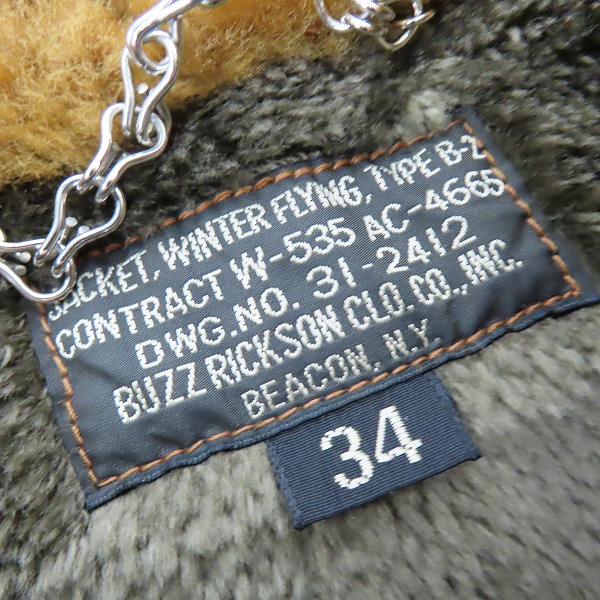 JACKET, WINTER FLYING, TYPE B-2
CONTRACT W-535 AC-4665
DWG.NO. 31-2412
BUZZ RICKSON CLO. CO., INC.
BEACON, N.Y.
34